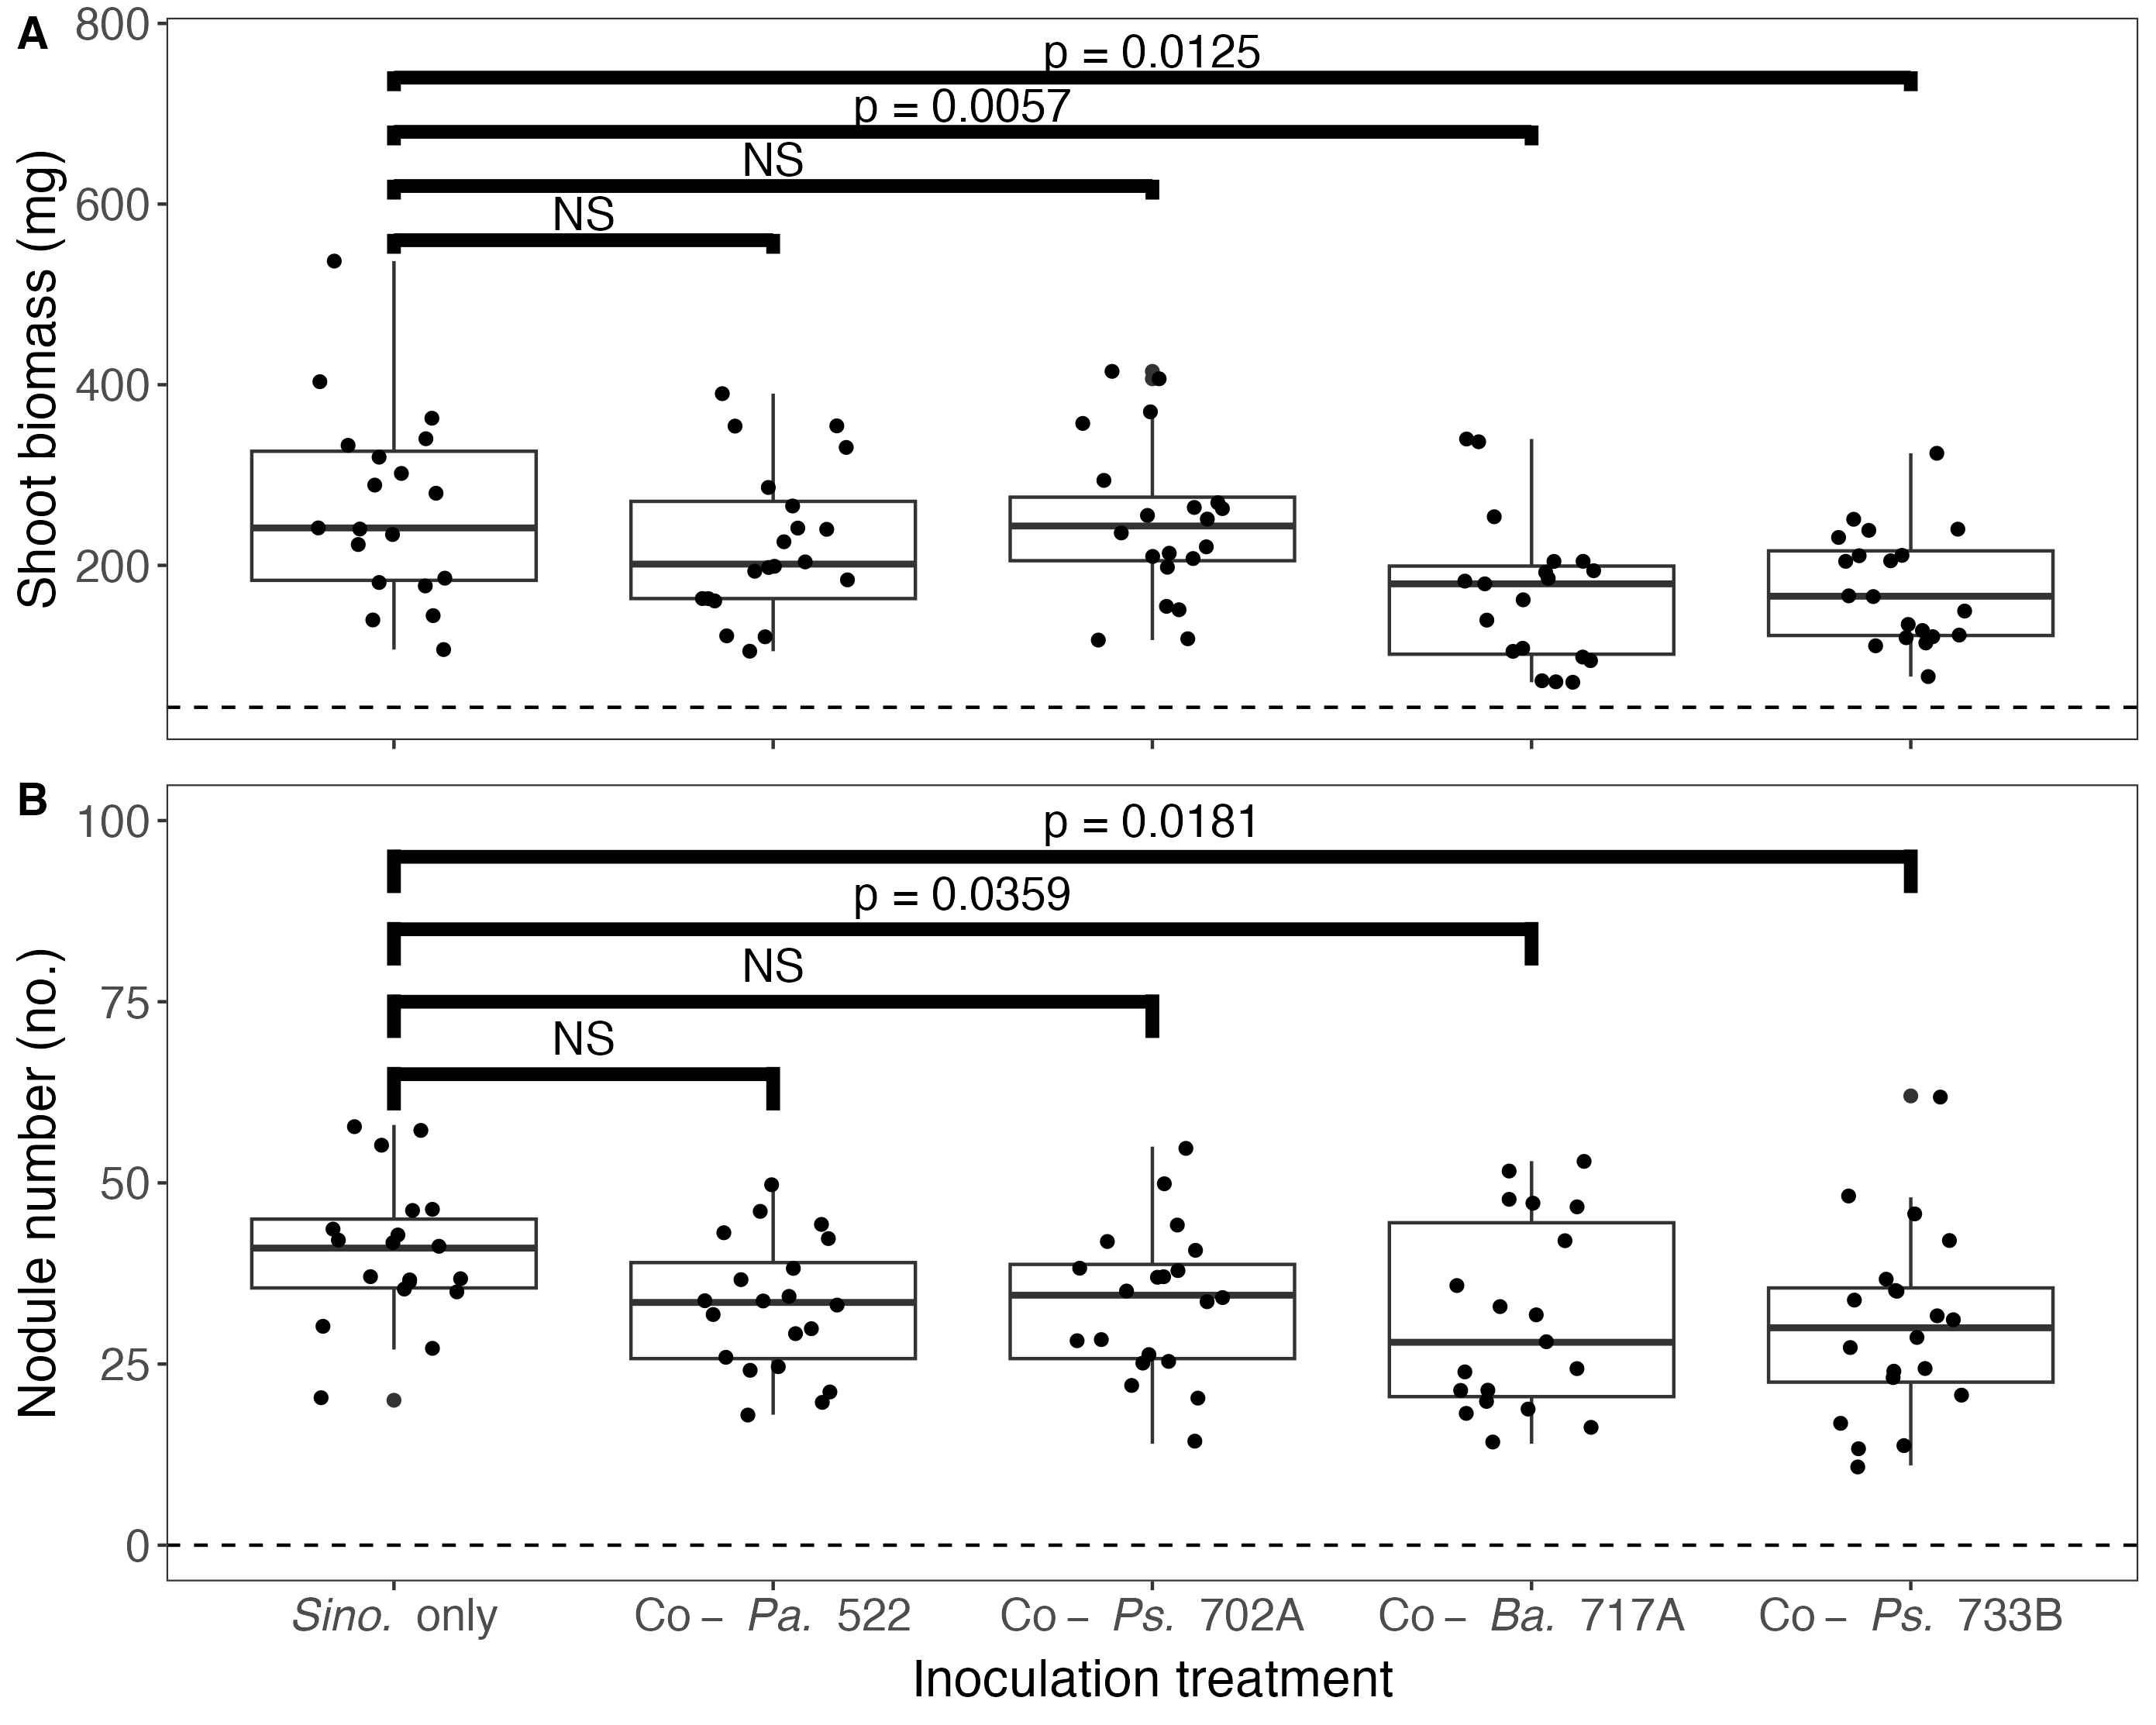 A
800
p = 0.0125
p = 0.0057
NS
600
NS
400
200
Shoot biomass (mg)
B
100
p = 0.0181
p = 0.0359
NS
75
NS
50
25
0
Nodule number (no.)
Sino. only
Co – Pa. 522
Co – Ps. 702A
Co – Ba. 717A
Co – Ps. 733B
Inoculation treatment